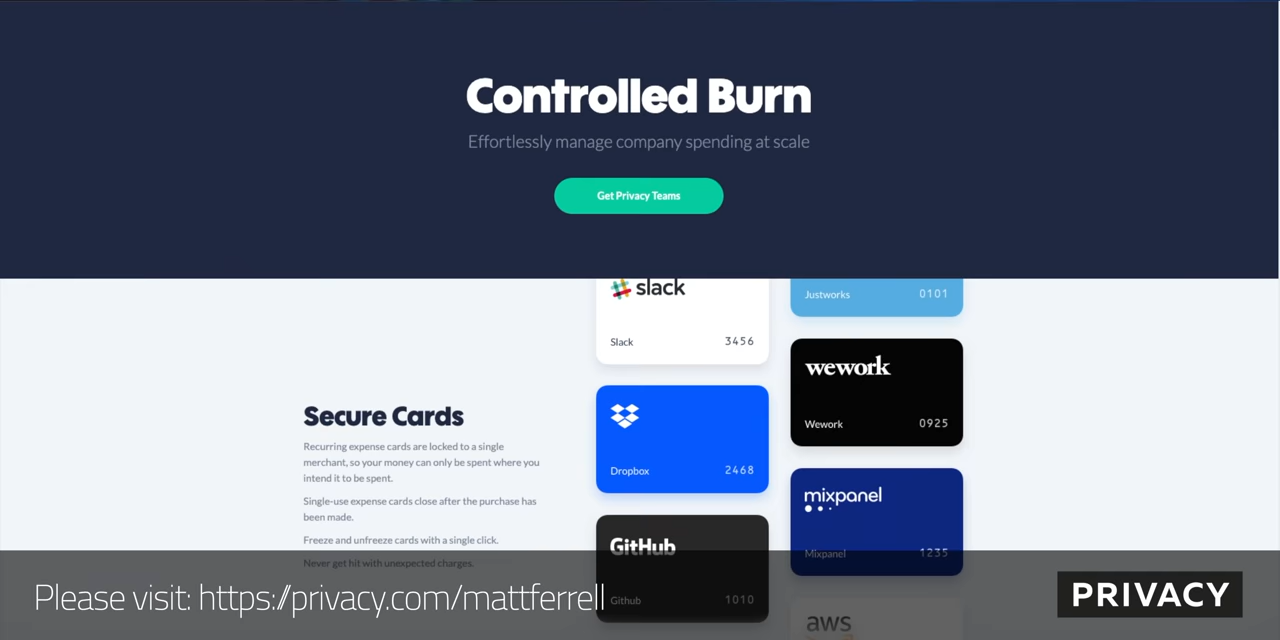 Controlled Burn
Effortlessly manage company spending at scale
Get Privacy Teams
slack
Slack 3456
Justworks 0101
wework
Wework 0925
Secure Cards
Recurring expense cards are locked to a single
merchant, so your money can only be spent where you
intend it to be spent.
Single-use expense cards close after the purchase has
been made.
Freeze and unfreeze cards with a single click.
Never get hit with unexpected charges.
Dropbox 2468
mixpanel
Mixpanel 1235
GitHub
Github 1010
aws
Please visit: https://privacy.com/mattferrell
PRIVACY